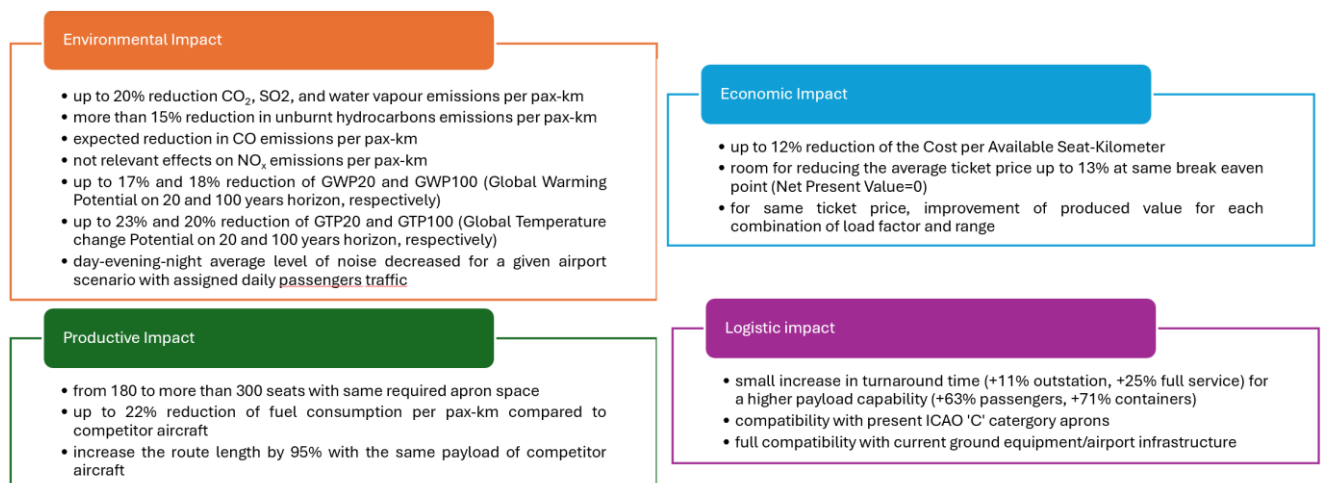 Environmental Impact
• up to 20% reduction CO₂, SO2, and water vapour emissions per pax-km
• more than 15% reduction in unburnt hydrocarbons emissions per pax-km
• expected reduction in CO emissions per pax-km
• not relevant effects on NOₓ emissions per pax-km
• up to 17% and 18% reduction of GWP20 and GWP100 (Global Warming
Potential on 20 and 100 years horizon, respectively)
• up to 23% and 20% reduction of GTP20 and GTP100 (Global Temperature
change Potential on 20 and 100 years horizon, respectively)
• day-evening-night average level of noise decreased for a given airport
scenario with assigned daily passengers traffic
Economic Impact
• up to 12% reduction of the Cost per Available Seat-Kilometer
• room for reducing the average ticket price up to 13% at same break eaven
point (Net Present Value=0)
• for same ticket price, improvement of produced value for each
combination of load factor and range
Productive Impact
• from 180 to more than 300 seats with same required apron space
• up to 22% reduction of fuel consumption per pax-km compared to
competitor aircraft
• increase the route length by 95% with the same payload of competitor
aircraft
Logistic impact
• small increase in turnaround time (+11% outstation, +25% full service) for
a higher payload capability (+63% passengers, +71% containers)
• compatibility with present ICAO 'C' catergory aprons
• full compatibility with current ground equipment/airport infrastructure